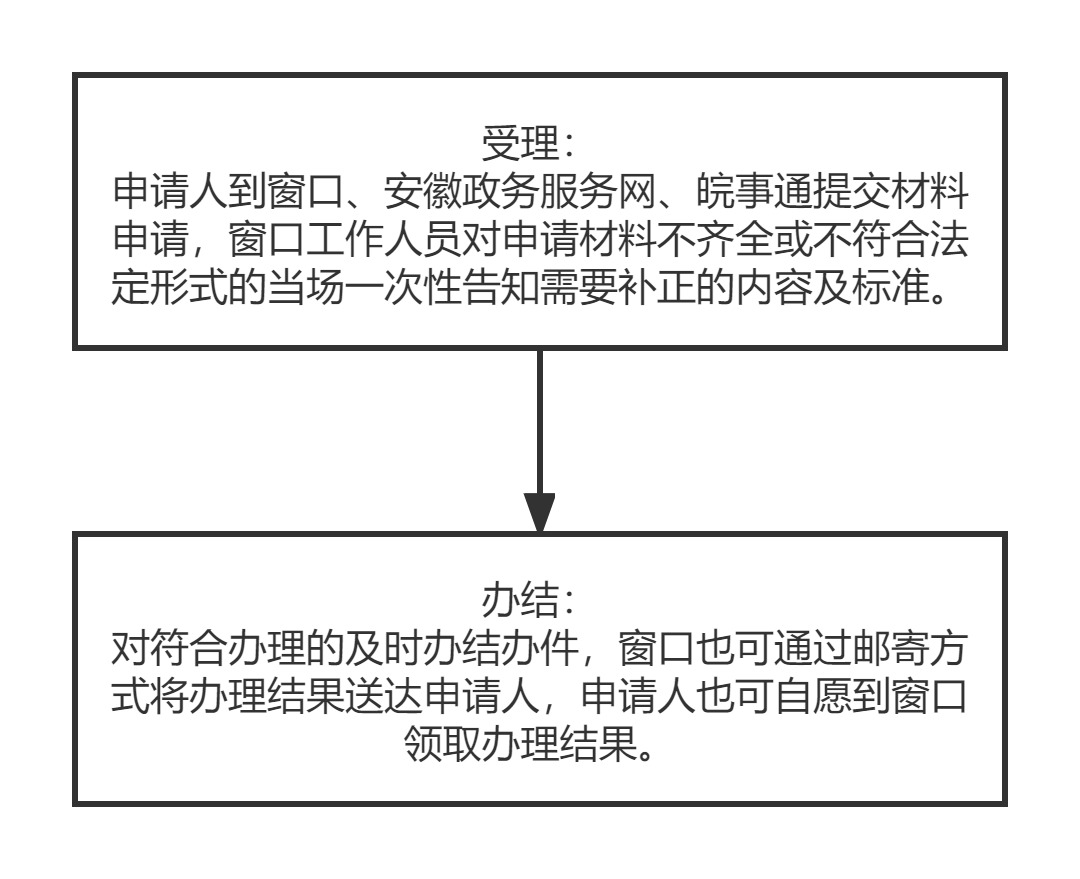 受理：
申请人到窗口、安徽政务服务网、皖事通提交材料
申请，窗口工作人员对申请材料不齐全或不符合法
定形式的当场一次性告知需要补正的内容及标准。
办结：
对符合办理的及时办结办件，窗口也可通过邮寄方
式将办理结果送达申请人，申请人也可自愿到窗口
领取办理结果。